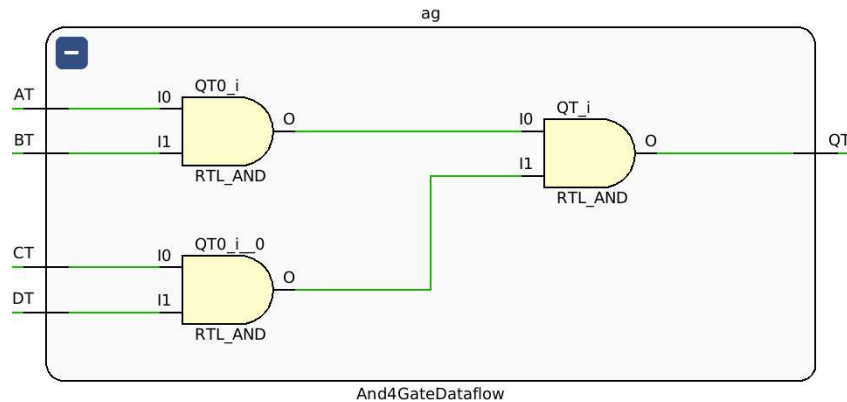 ag
−
AT
I0
QT0_i
O
BT
I1
RTL_AND
I0
QT_i
O
QT
I1
RTL_AND
CT
I0
QT0_i__0
O
DT
I1
RTL_AND
And4GateDataflow